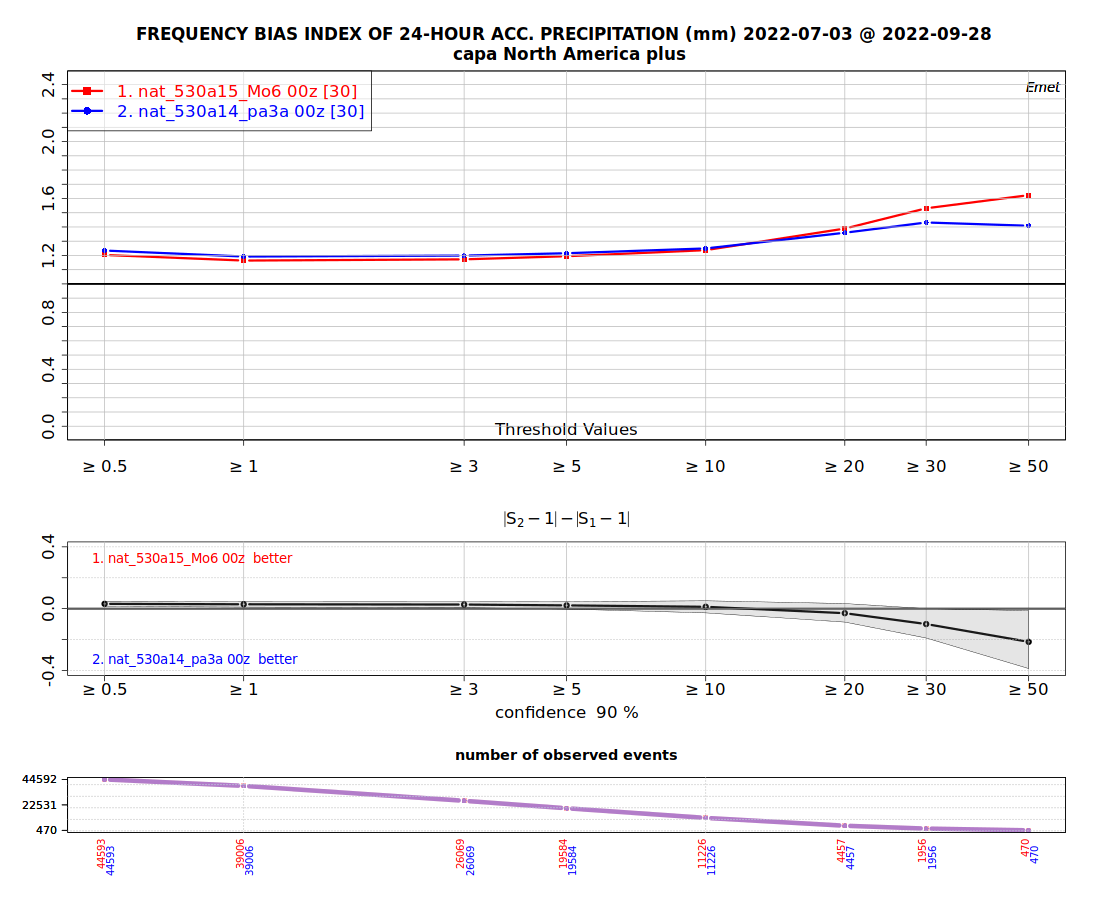 FREQUENCY BIAS INDEX OF 24-HOUR ACC. PRECIPITATION (mm) 2022-07-03 @ 2022-09-28
capa North America plus
1. nat_530a15_Mo6 00z [30]
2. nat_530a14_pa3a 00z [30]
Emet
2.4
2.0
1.6
1.2
0.8
0.4
0.0
Threshold Values
≥ 0.5 ≥ 1 ≥ 3 ≥ 5 ≥ 10 ≥ 20 ≥ 30 ≥ 50
|S₂ − 1| − |S₁ − 1|
0.4
0.0
-0.4
1. nat_530a15_Mo6 00z better
2. nat_530a14_pa3a 00z better
≥ 0.5 ≥ 1 ≥ 3 ≥ 5 ≥ 10 ≥ 20 ≥ 30 ≥ 50
confidence 90 %
number of observed events
44592
22531
470
44593 39006 26069 19584 11226 4457 1956 470
44593 39006 26069 19584 11226 4457 1956 470